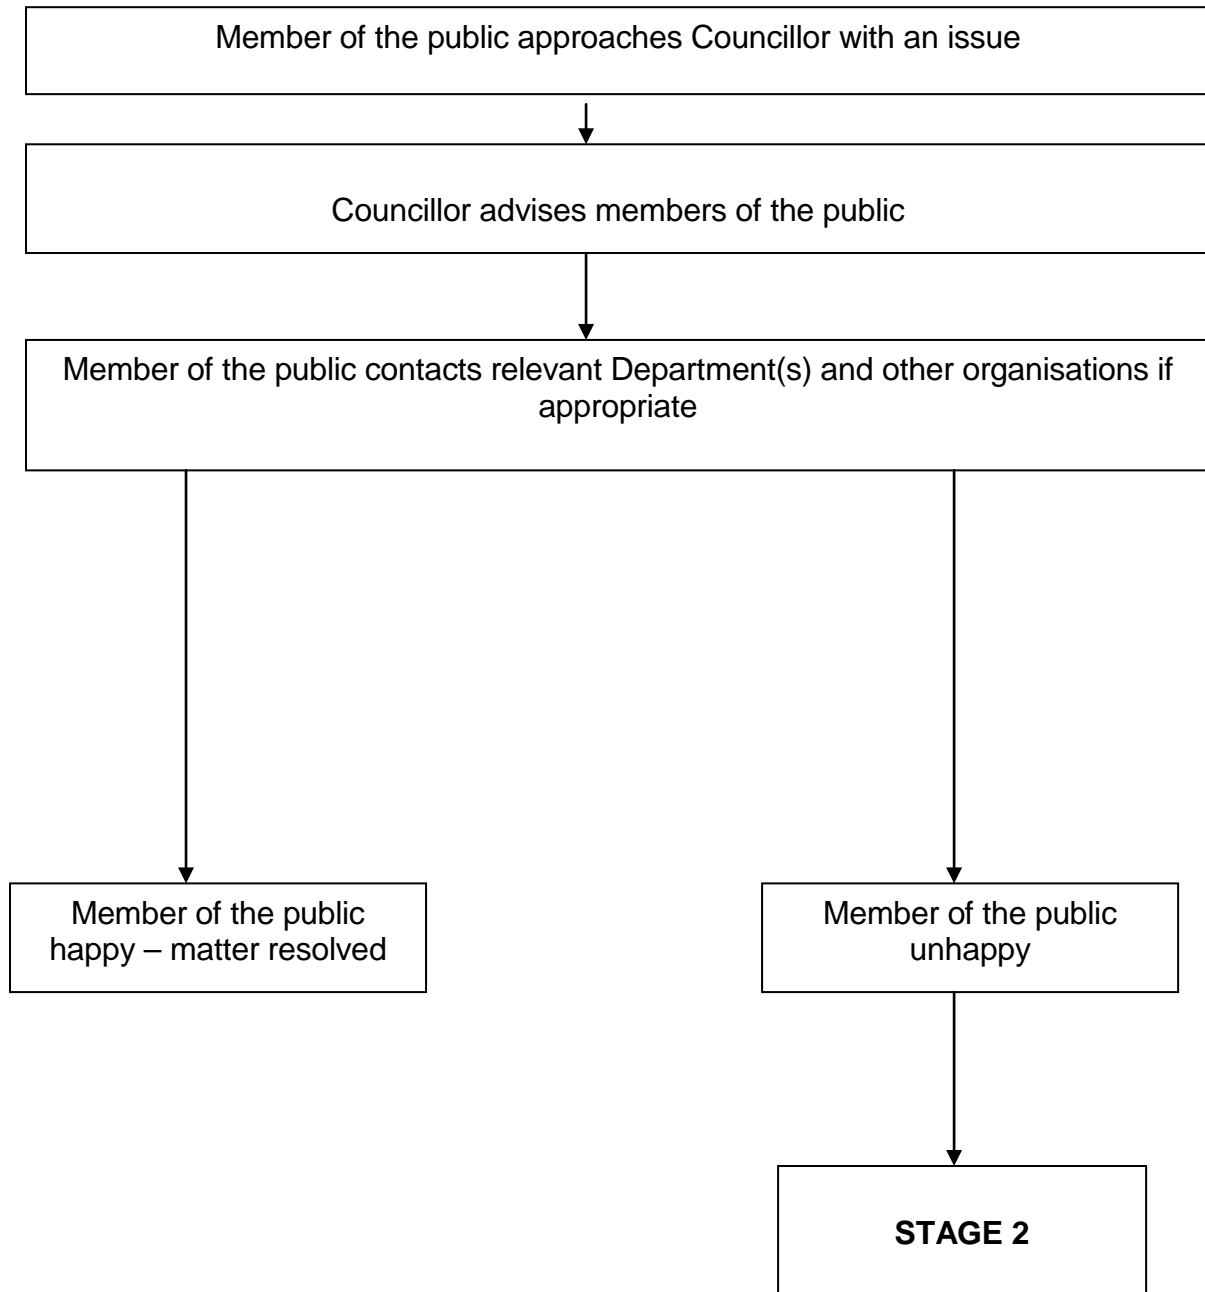 Member of the public approaches Councillor with an issue
Councillor advises members of the public
Member of the public contacts relevant Department(s) and other organisations if
appropriate
Member of the public
happy – matter resolved
Member of the public
unhappy
STAGE 2